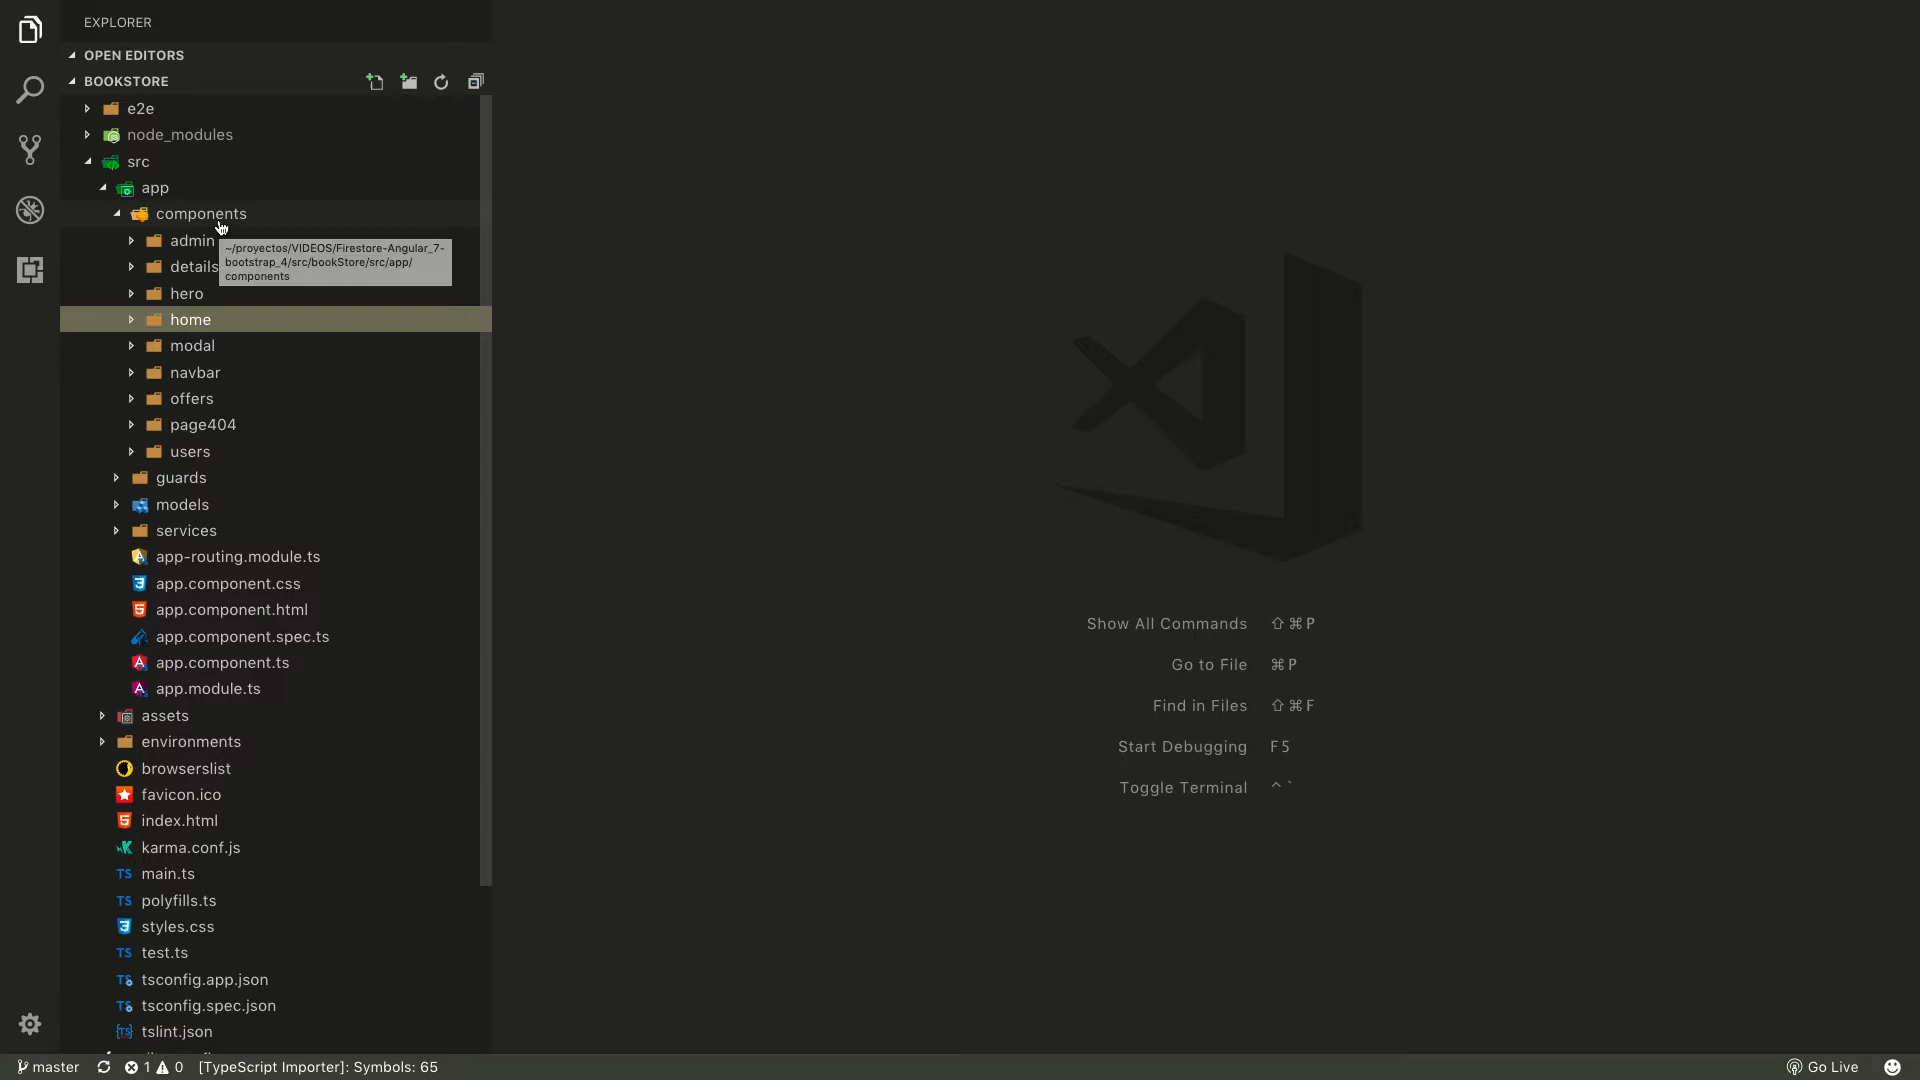 EXPLORER
OPEN EDITORS
BOOKSTORE
e2e
node_modules
src
app
components
admin
~/proyectos/VIDEOS/Firestore-Angular_7-
bootstrap_4/src/bookStore/src/app/
components
details
hero
home
modal
navbar
offers
page404
users
guards
models
services
app-routing.module.ts
app.component.css
app.component.html
app.component.spec.ts
app.component.ts
app.module.ts
assets
environments
browserslist
favicon.ico
index.html
karma.conf.js
main.ts
polyfills.ts
styles.css
test.ts
tsconfig.app.json
tsconfig.spec.json
tslint.json
Show All Commands ⇧⌘P
Go to File ⌘P
Find in Files ⇧⌘F
Start Debugging F5
Toggle Terminal ^`
master 1 0 [TypeScript Importer]: Symbols: 65 Go Live